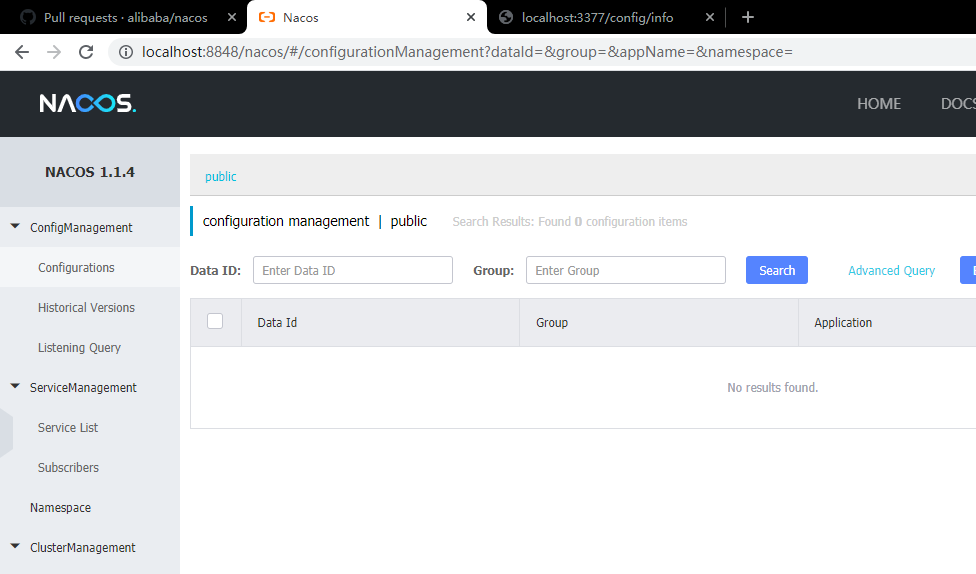 Pull requests · alibaba/nacos
Nacos
localhost:3377/config/info
localhost:8848/nacos/#/configurationManagement?dataId=&group=&appName=&namespace=
NACOS.
HOME
DOCS
NACOS 1.1.4
public
ConfigManagement
configuration management | public
Search Results: Found 0 configuration items
Configurations
Data ID:
Enter Data ID
Group:
Enter Group
Search
Advanced Query
Historical Versions
Data Id
Group
Application
Listening Query
ServiceManagement
No results found.
Service List
Subscribers
Namespace
ClusterManagement